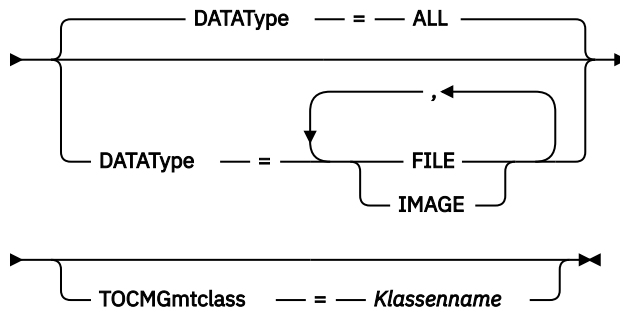 DATAType = ALL
,
DATAType = FILE
IMAGE
TOCMGmtclass = Klassenname